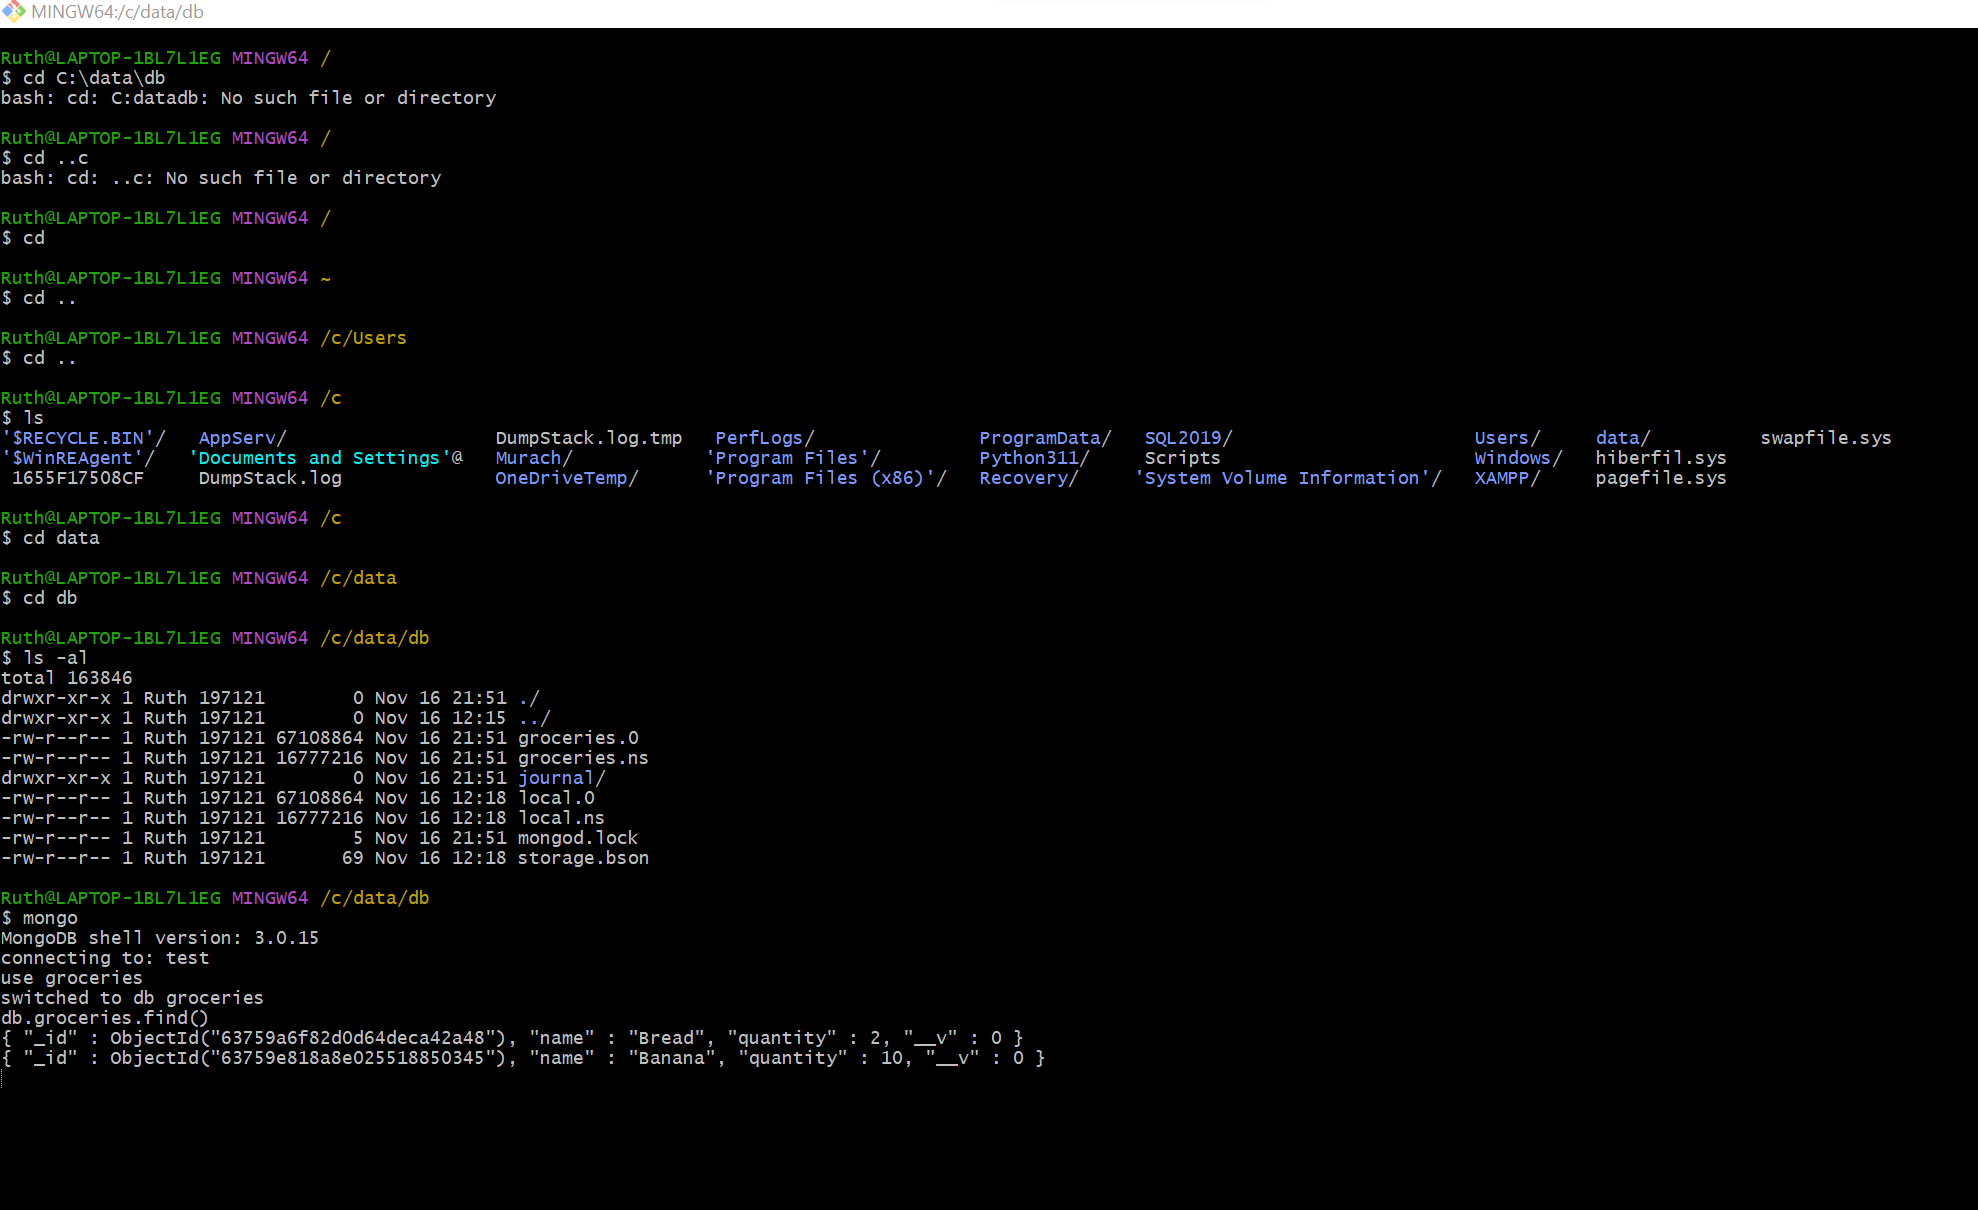 MINGW64:/c/data/db
Ruth@LAPTOP-1BL7L1EG MINGW64 /
$ cd C:\data\db
bash: cd: C:datadb: No such file or directory
Ruth@LAPTOP-1BL7L1EG MINGW64 /
$ cd ..c
bash: cd: ..c: No such file or directory
Ruth@LAPTOP-1BL7L1EG MINGW64 /
$ cd
Ruth@LAPTOP-1BL7L1EG MINGW64 ~
$ cd ..
Ruth@LAPTOP-1BL7L1EG MINGW64 /c/Users
$ cd ..
Ruth@LAPTOP-1BL7L1EG MINGW64 /c
$ ls
'$RECYCLE.BIN'/   AppServ/                   DumpStack.log.tmp   PerfLogs/               ProgramData/   SQL2019/                      Users/     data/          swapfile.sys
'$WinREAgent'/   'Documents and Settings'@   Murach/            'Program Files'/         Python311/     Scripts                       Windows/   hiberfil.sys
 1655F17508CF     DumpStack.log              OneDriveTemp/      'Program Files (x86)'/   Recovery/     'System Volume Information'/   XAMPP/     pagefile.sys
Ruth@LAPTOP-1BL7L1EG MINGW64 /c
$ cd data
Ruth@LAPTOP-1BL7L1EG MINGW64 /c/data
$ cd db
Ruth@LAPTOP-1BL7L1EG MINGW64 /c/data/db
$ ls -al
total 163846
drwxr-xr-x 1 Ruth 197121        0 Nov 16 21:51 ./
drwxr-xr-x 1 Ruth 197121        0 Nov 16 12:15 ../
-rw-r--r-- 1 Ruth 197121 67108864 Nov 16 21:51 groceries.0
-rw-r--r-- 1 Ruth 197121 16777216 Nov 16 21:51 groceries.ns
drwxr-xr-x 1 Ruth 197121        0 Nov 16 21:51 journal/
-rw-r--r-- 1 Ruth 197121 67108864 Nov 16 12:18 local.0
-rw-r--r-- 1 Ruth 197121 16777216 Nov 16 12:18 local.ns
-rw-r--r-- 1 Ruth 197121        5 Nov 16 21:51 mongod.lock
-rw-r--r-- 1 Ruth 197121       69 Nov 16 12:18 storage.bson
Ruth@LAPTOP-1BL7L1EG MINGW64 /c/data/db
$ mongo
MongoDB shell version: 3.0.15
connecting to: test
use groceries
switched to db groceries
db.groceries.find()
{ "_id" : ObjectId("63759a6f82d0d64deca42a48"), "name" : "Bread", "quantity" : 2, "__v" : 0 }
{ "_id" : ObjectId("63759e818a8e025518850345"), "name" : "Banana", "quantity" : 10, "__v" : 0 }